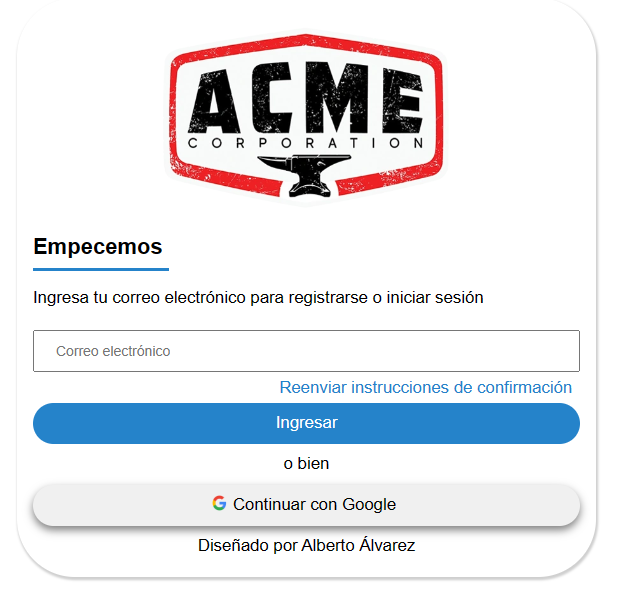 ACME
CORPORATION
Empecemos
Ingresa tu correo electrónico para registrarse o iniciar sesión
Correo electrónico
Reenviar instrucciones de confirmación
Ingresar
o bien
Continuar con Google
Diseñado por Alberto Álvarez